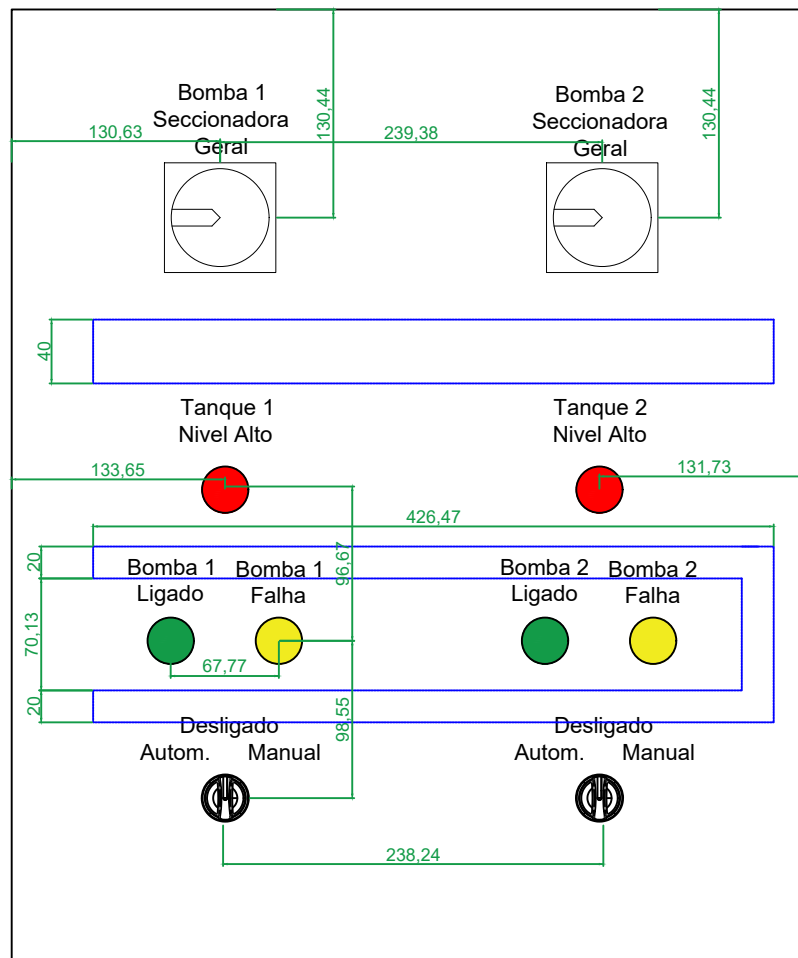 130,44
130,44
Bomba 1
Seccionadora
Geral
Bomba 2
Seccionadora
Geral
130,63
239,38
40
Tanque 1
Nivel Alto
Tanque 2
Nivel Alto
133,65
131,73
426,47
96,67
20
Bomba 1
Ligado
Bomba 1
Falha
Bomba 2
Ligado
Bomba 2
Falha
70,13
67,77
20
98,55
Desligado
Autom. Manual
Desligado
Autom. Manual
238,24